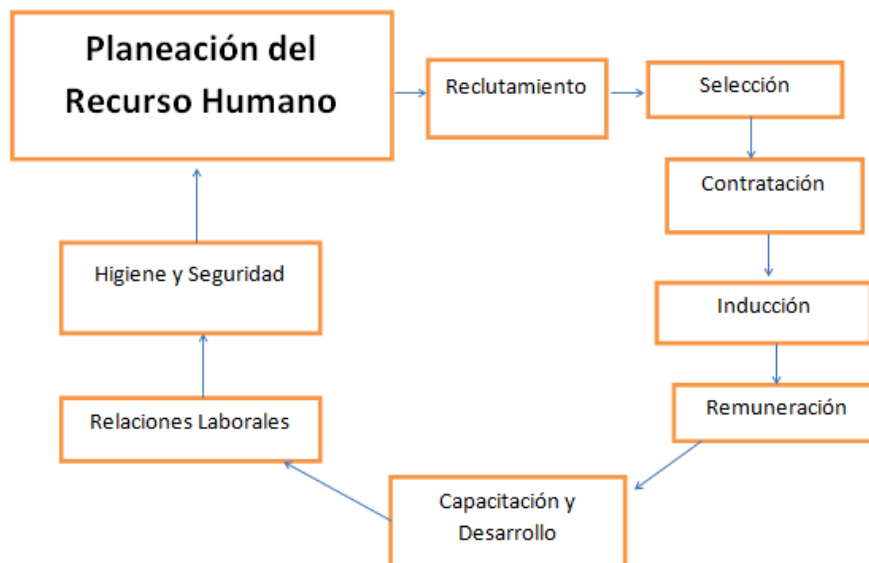 Planeación del
Recurso Humano
Reclutamiento
Selección
Contratación
Inducción
Remuneración
Capacitación y
Desarrollo
Relaciones Laborales
Higiene y Seguridad